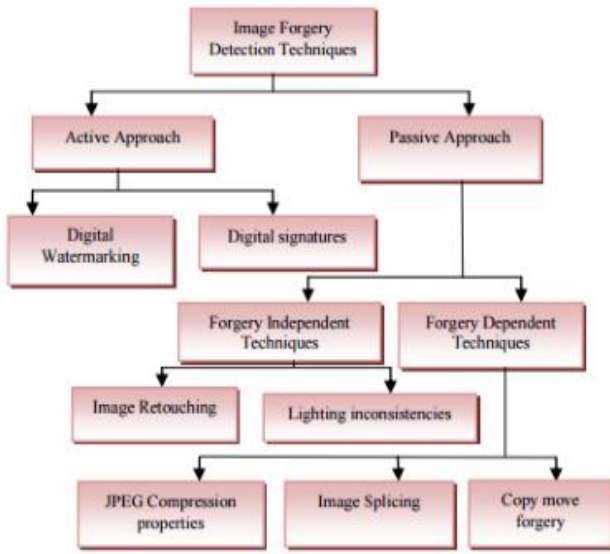 Image Forgery
Detection Techniques
Active Approach
Passive Approach
Digital
Watermarking
Digital signatures
Forgery Independent
Techniques
Forgery Dependent
Techniques
Image Retouching
Lighting inconsistencies
JPEG Compression
properties
Image Splicing
Copy move
forgery